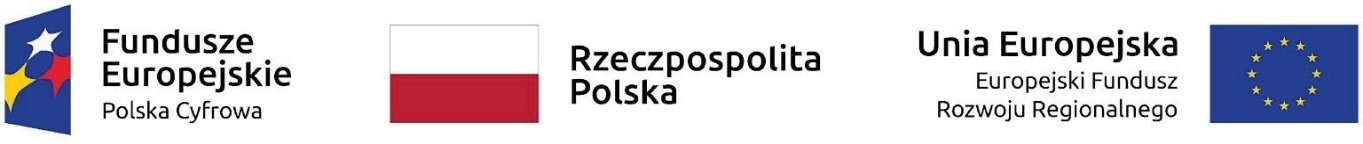 Fundusze
Europejskie
Polska Cyfrowa
Rzeczpospolita
Polska
Unia Europejska
Europejski Fundusz
Rozwoju Regionalnego